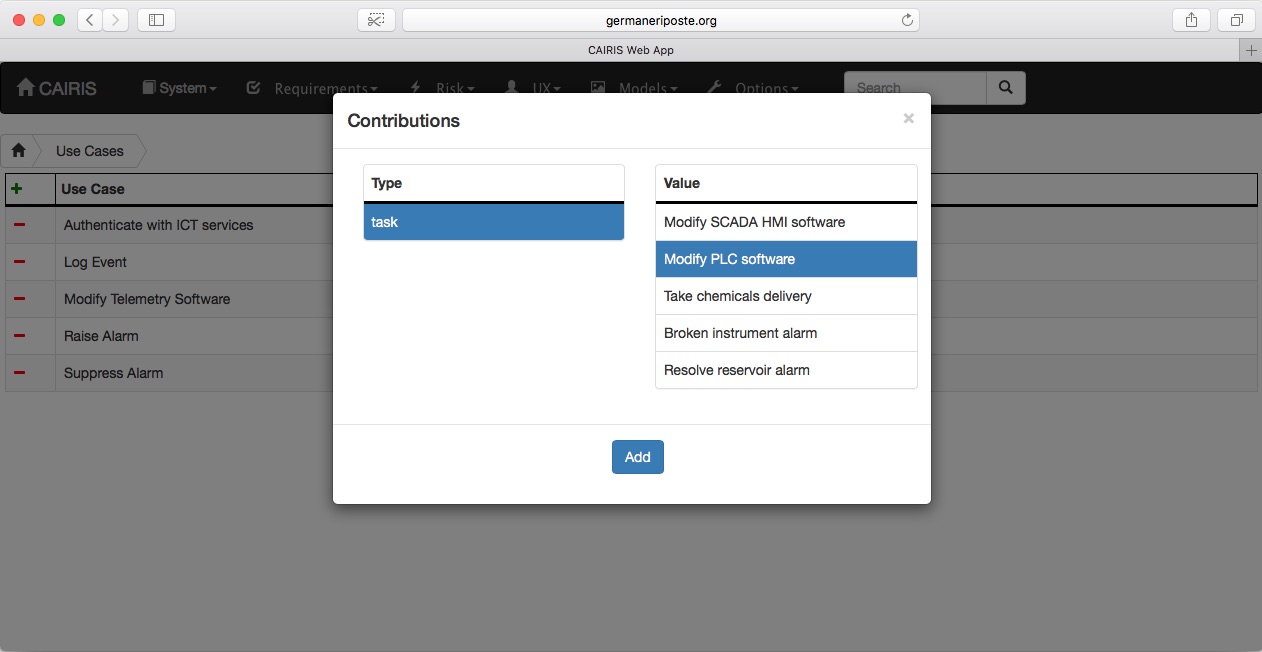 germaneriposte.org
CAIRIS Web App
CAIRIS System Requirements Risk UX Models Options Search
Contributions ×
Use Cases
Type
task
Value
Modify SCADA HMI software
Modify PLC software
Take chemicals delivery
Broken instrument alarm
Resolve reservoir alarm
Add
Use Case
Authenticate with ICT services
Log Event
Modify Telemetry Software
Raise Alarm
Suppress Alarm